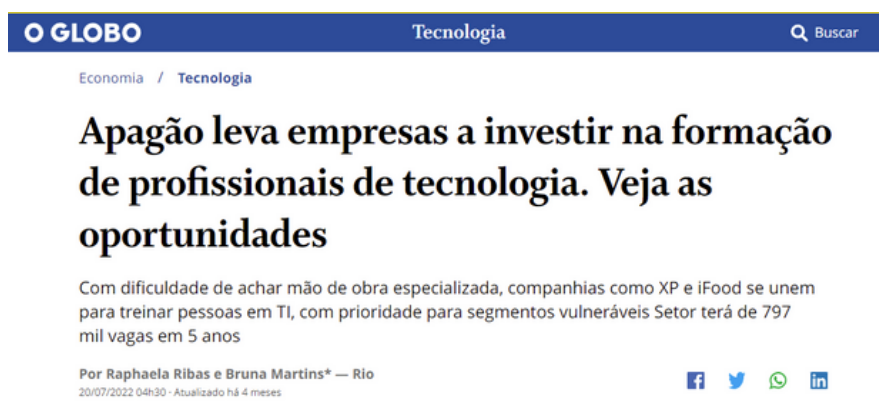 O GLOBO Tecnologia Buscar
Economia / Tecnologia
Apagão leva empresas a investir na formação
de profissionais de tecnologia. Veja as
oportunidades
Com dificuldade de achar mão de obra especializada, companhias como XP e iFood se unem
para treinar pessoas em TI, com prioridade para segmentos vulneráveis Setor terá de 797
mil vagas em 5 anos
Por Raphaela Ribas e Bruna Martins* — Rio
20/07/2022 04h30 · Atualizado há 4 meses